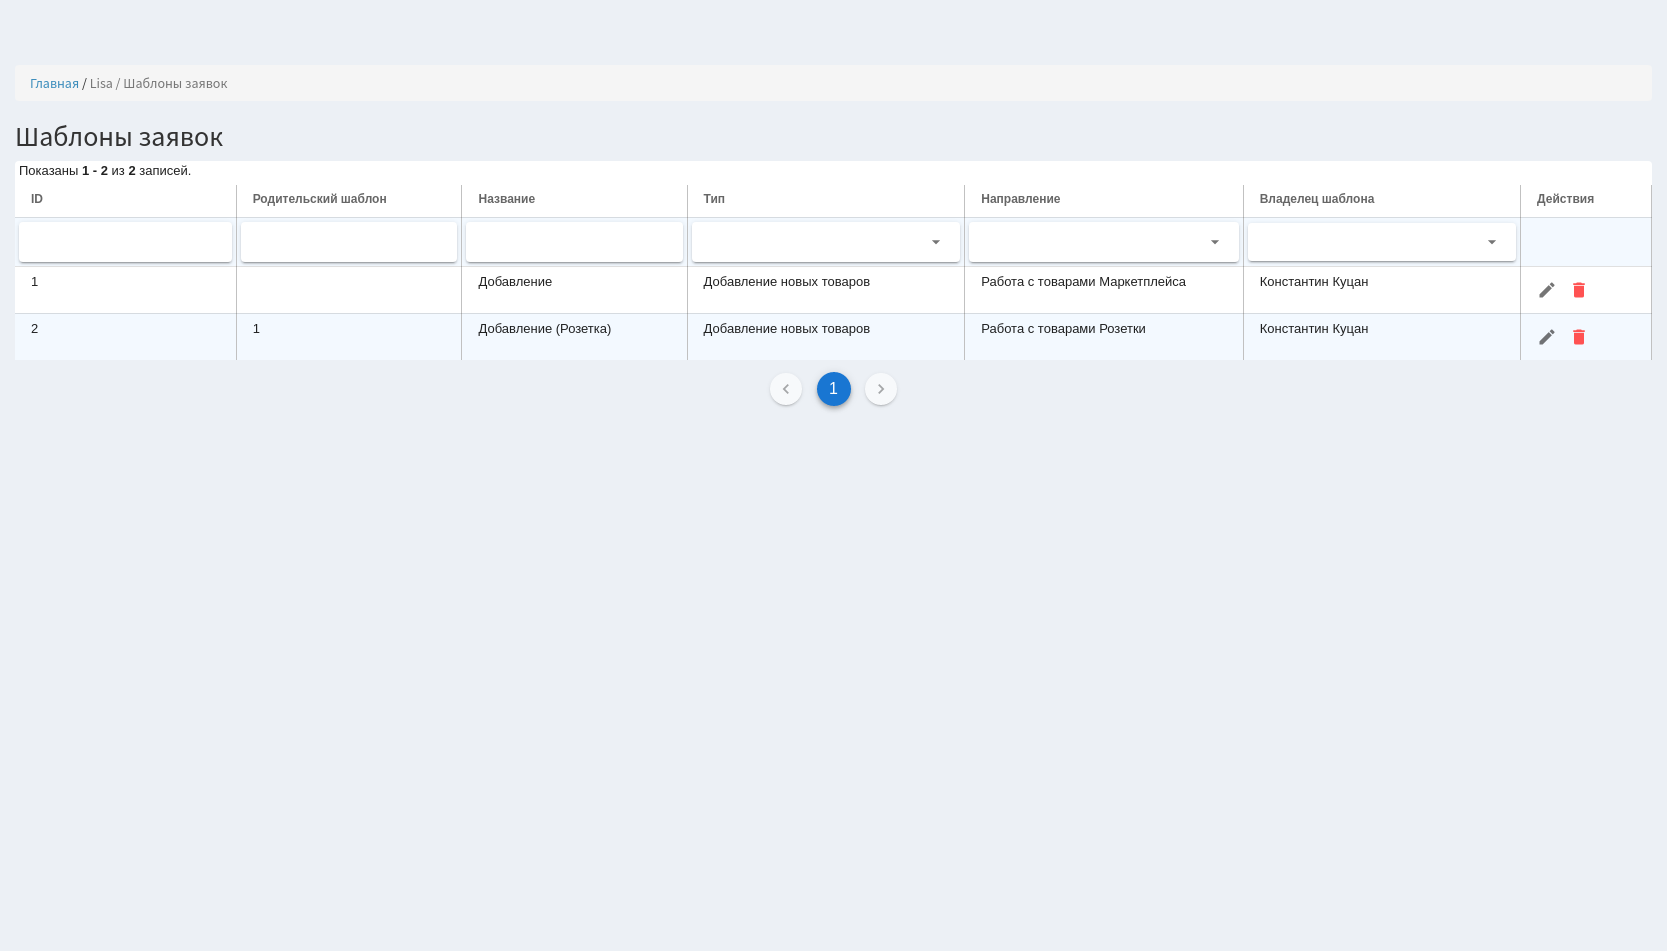 Главная / Lisa / Шаблоны заявок
Шаблоны заявок
Показаны 1 - 2 из 2 записей.
ID Родительский шаблон Название Тип Направление Владелец шаблона Действия
1 Добавление Добавление новых товаров Работа с товарами Маркетплейса Константин Куцан
2 1 Добавление (Розетка) Добавление новых товаров Работа с товарами Розетки Константин Куцан
1